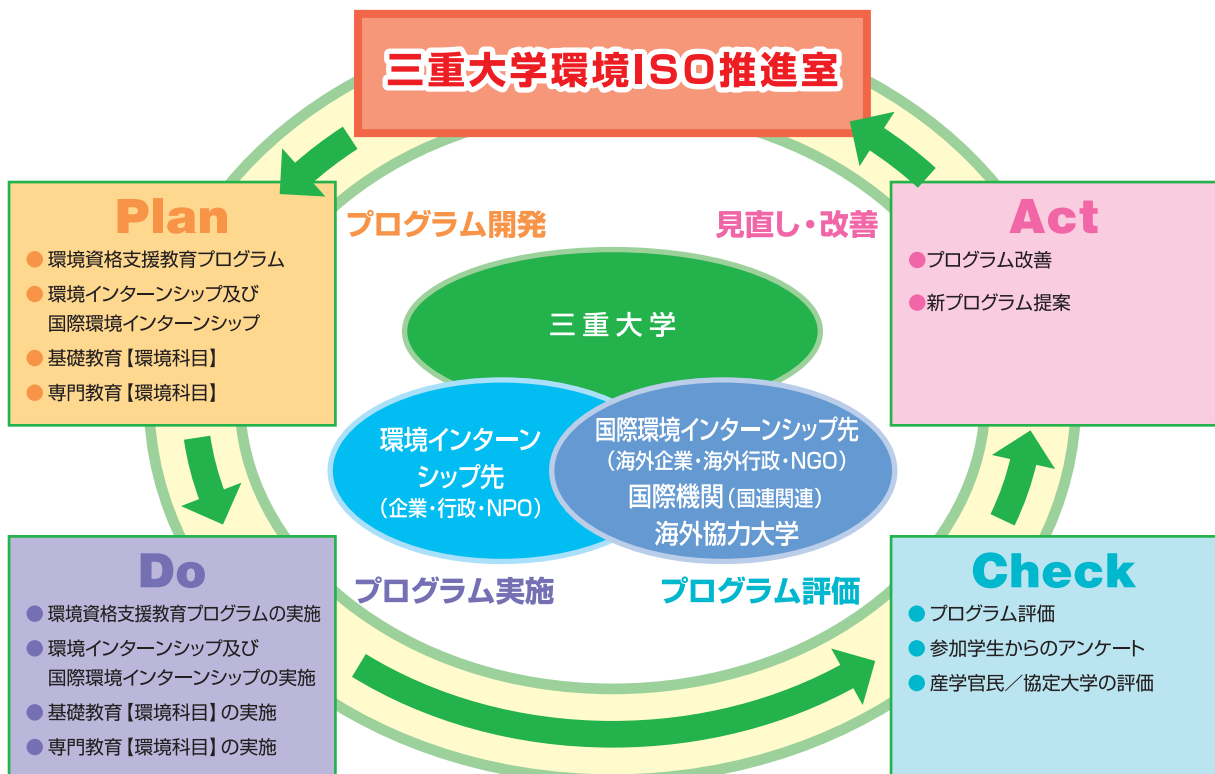 三重大学環境ISO推進室
Plan
●環境資格支援教育プログラム
●環境インターンシップ及び
国際環境インターンシップ
●基礎教育【環境科目】
●専門教育【環境科目】
プログラム開発
見直し・改善
Act
●プログラム改善
●新プログラム提案
三重大学
環境インターン
シップ先
(企業・行政・NPO)
国際環境インターンシップ先
(海外企業・海外行政・NGO)
国際機関(国連関連)
海外協力大学
Do
●環境資格支援教育プログラムの実施
●環境インターンシップ及び
国際環境インターンシップの実施
●基礎教育【環境科目】の実施
●専門教育【環境科目】の実施
プログラム実施
プログラム評価
Check
●プログラム評価
●参加学生からのアンケート
●産学官民／協定大学の評価